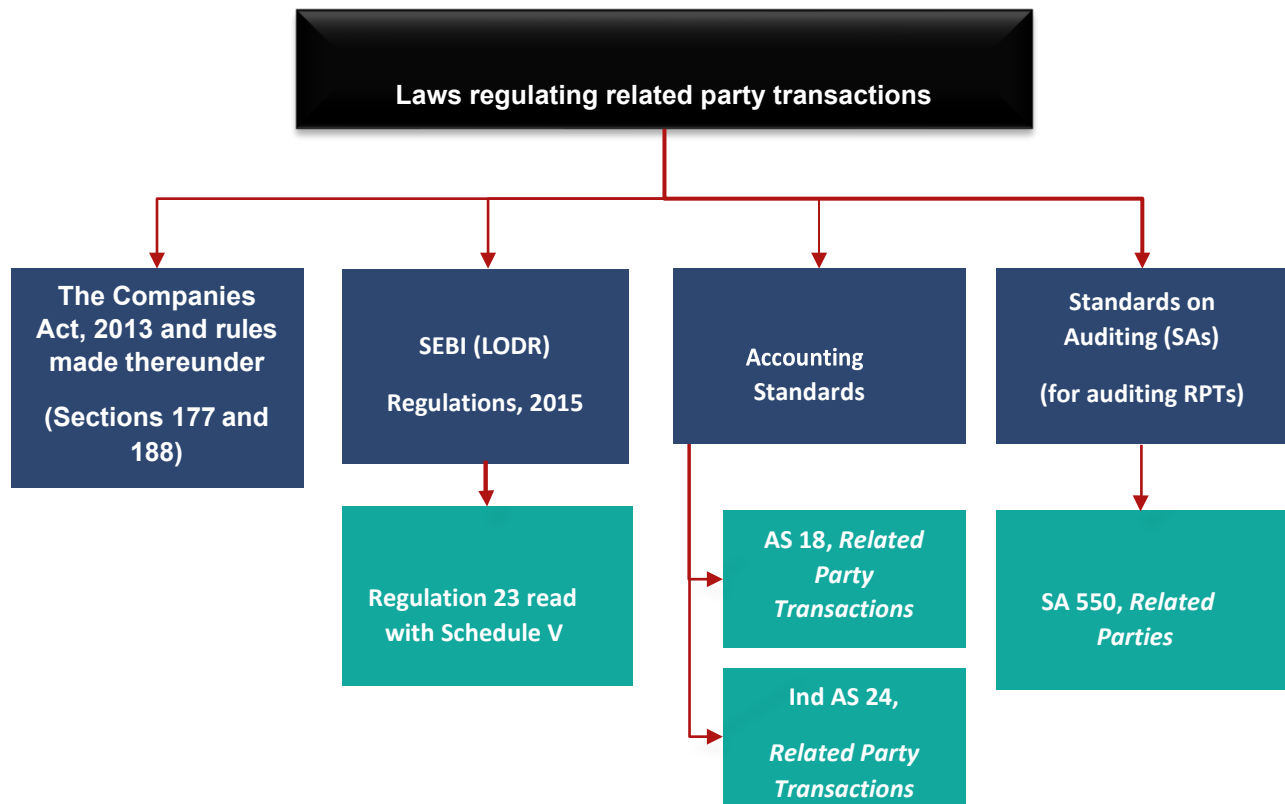 Laws regulating related party transactions
The Companies
Act, 2013 and rules
made thereunder
(Sections 177 and
188)
SEBI (LODR)
Regulations, 2015
Regulation 23 read
with Schedule V
Accounting
Standards
AS 18, Related
Party
Transactions
Ind AS 24,
Related Party
Transactions
Standards on
Auditing (SAs)
(for auditing RPTs)
SA 550, Related
Parties